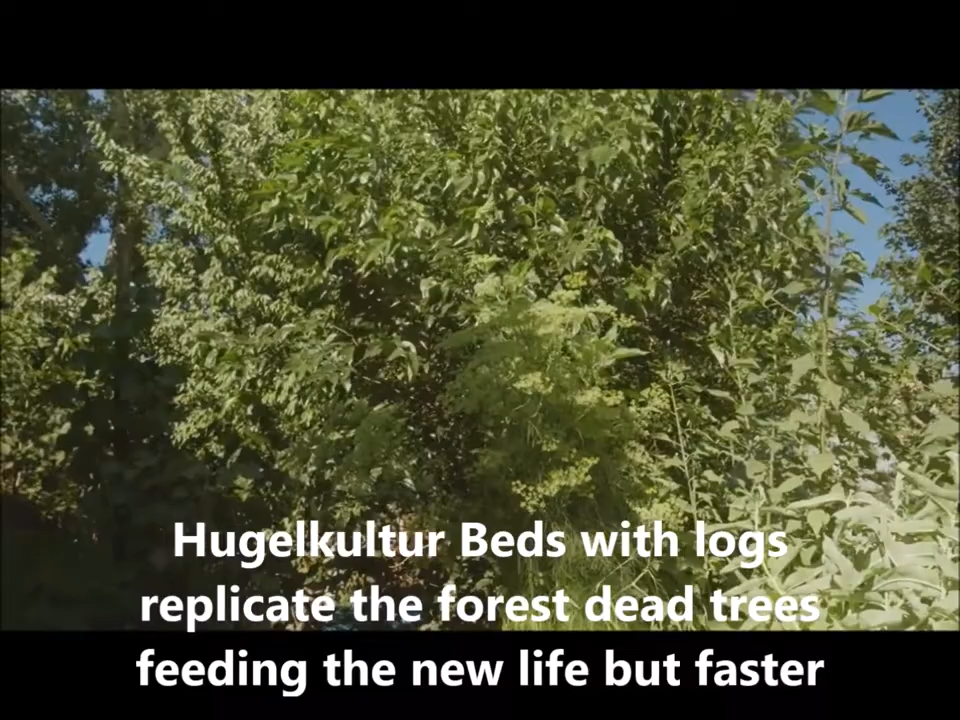 Hugelkultur Beds with logs
replicate the forest dead trees
feeding the new life but faster